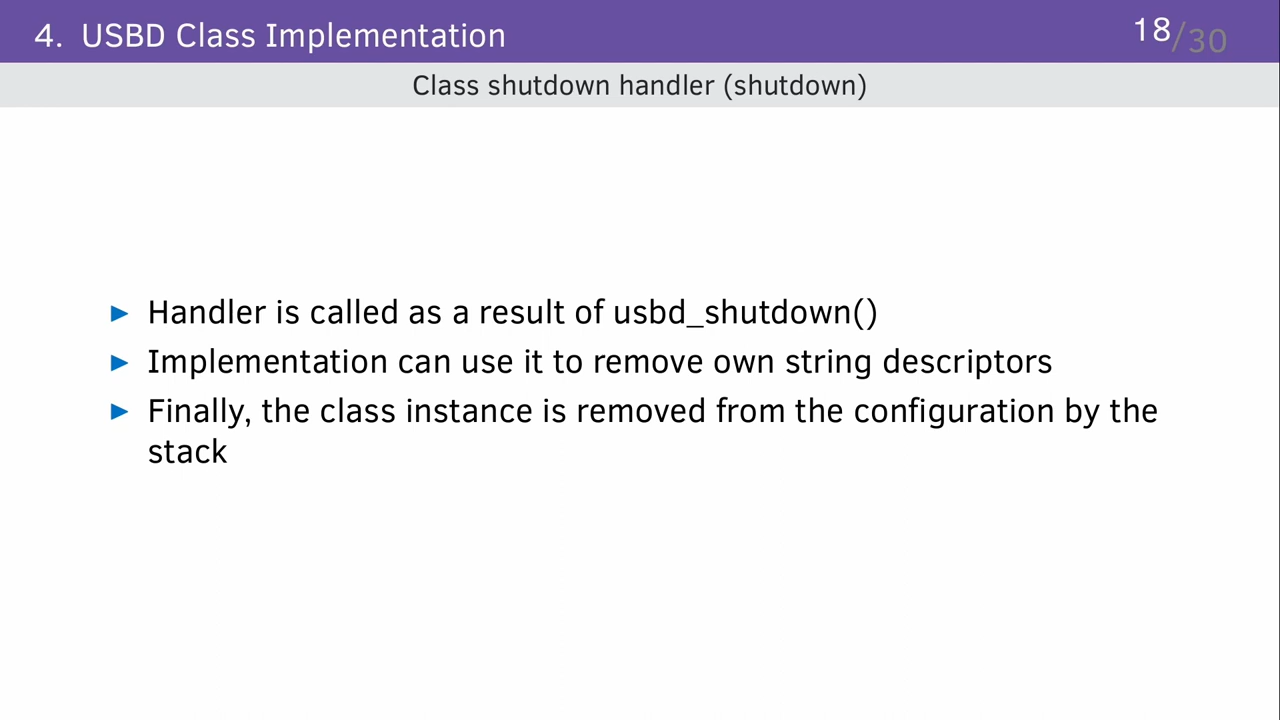 4. USBD Class Implementation
18/30
Class shutdown handler (shutdown)
▶ Handler is called as a result of usbd_shutdown()
▶ Implementation can use it to remove own string descriptors
▶ Finally, the class instance is removed from the configuration by the
stack